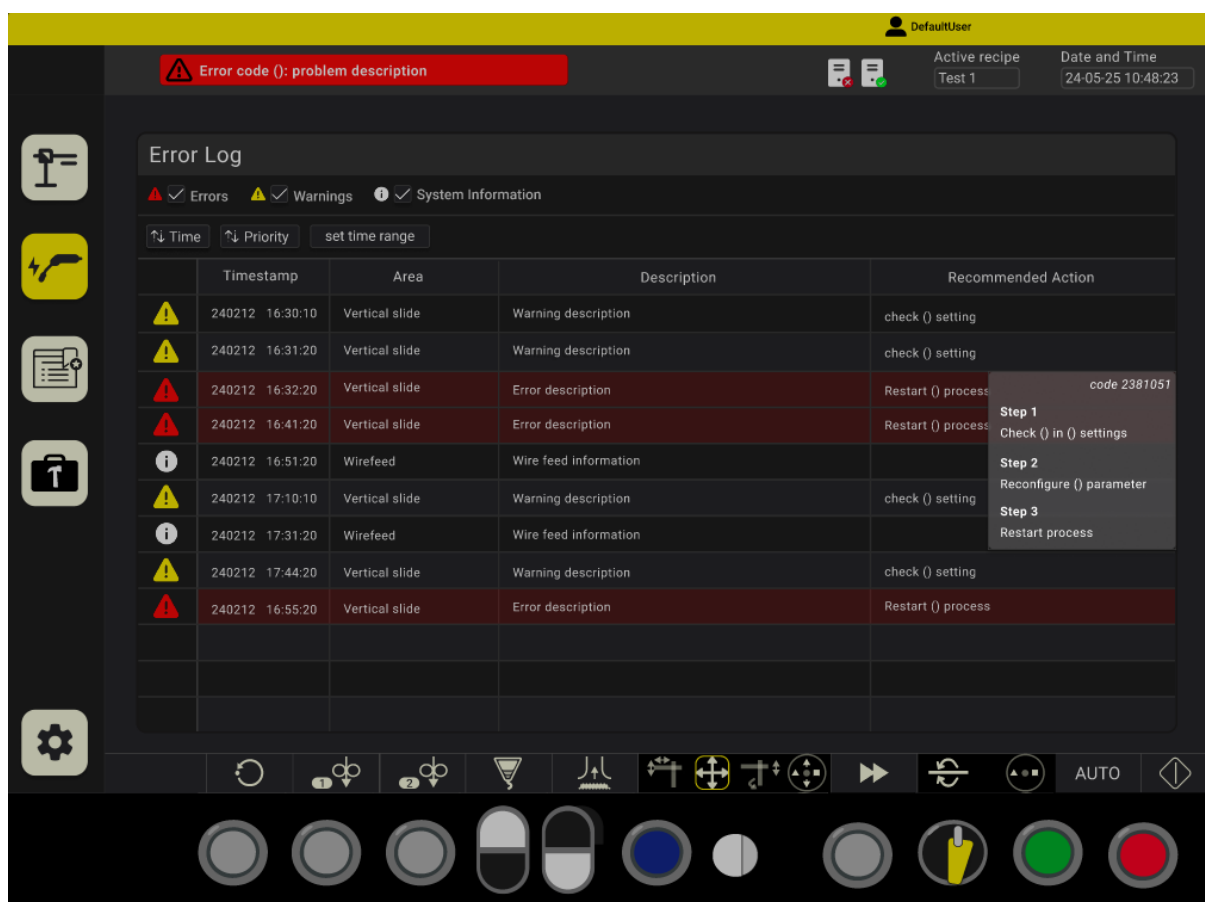 DefaultUser
Error code (): problem description
Active recipe
Test 1
Date and Time
24-05-25 10:48:23
Error Log
Errors Warnings System Information
Time Priority set time range
Timestamp Area Description Recommended Action
240212 16:30:10 Vertical slide Warning description check () setting
240212 16:31:20 Vertical slide Warning description check () setting
240212 16:32:20 Vertical slide Error description Restart () process
240212 16:41:20 Vertical slide Error description Restart () process
240212 16:51:20 Wirefeed Wire feed information
240212 17:10:10 Vertical slide Warning description check () setting
240212 17:31:20 Wirefeed Wire feed information
240212 17:44:20 Vertical slide Warning description check () setting
240212 16:55:20 Vertical slide Error description Restart () process
code 2381051
Step 1
Check () in () settings
Step 2
Reconfigure () parameter
Step 3
Restart process
1 2 AUTO